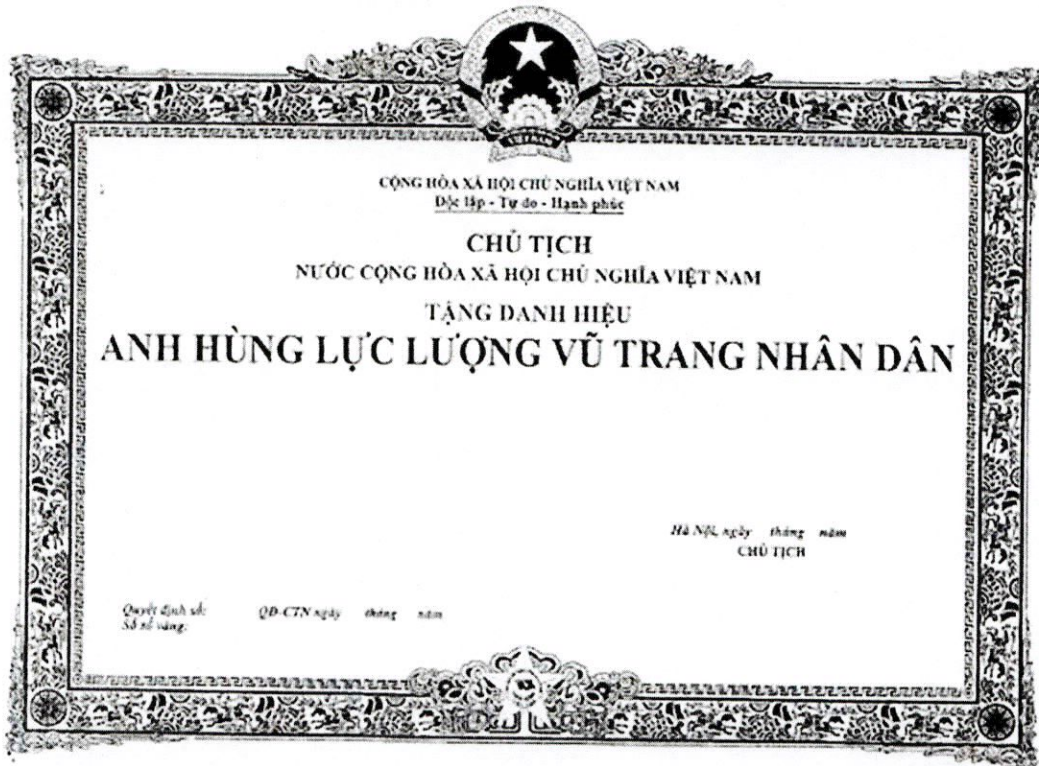 CỘNG HÒA XÃ HỘI CHỦ NGHĨA VIỆT NAM
Độc lập - Tự do - Hạnh phúc
CHỦ TỊCH
NƯỚC CỘNG HÒA XÃ HỘI CHỦ NGHĨA VIỆT NAM
TẶNG DANH HIỆU
ANH HÙNG LỰC LƯỢNG VŨ TRANG NHÂN DÂN
Hà Nội, ngày tháng năm
CHỦ TỊCH
Quyết định số: QĐ-CTN ngày tháng năm
Số sổ vàng: